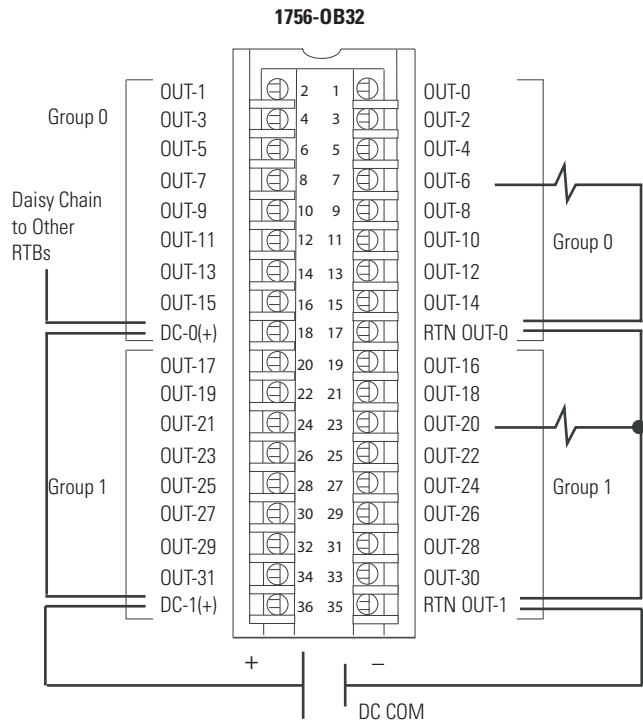 1756-OB32
Group 0
Daisy Chain
to Other
RTBs
Group 1
OUT-1 2 1 OUT-0
OUT-3 4 3 OUT-2
OUT-5 6 5 OUT-4
OUT-7 8 7 OUT-6
OUT-9 10 9 OUT-8
OUT-11 12 11 OUT-10
OUT-13 14 13 OUT-12
OUT-15 16 15 OUT-14
DC-0(+) 18 17 RTN OUT-0
OUT-17 20 19 OUT-16
OUT-19 22 21 OUT-18
OUT-21 24 23 OUT-20
OUT-23 26 25 OUT-22
OUT-25 28 27 OUT-24
OUT-27 30 29 OUT-26
OUT-29 32 31 OUT-28
OUT-31 34 33 OUT-30
DC-1(+) 36 35 RTN OUT-1
Group 0
Group 1
+ –
DC COM